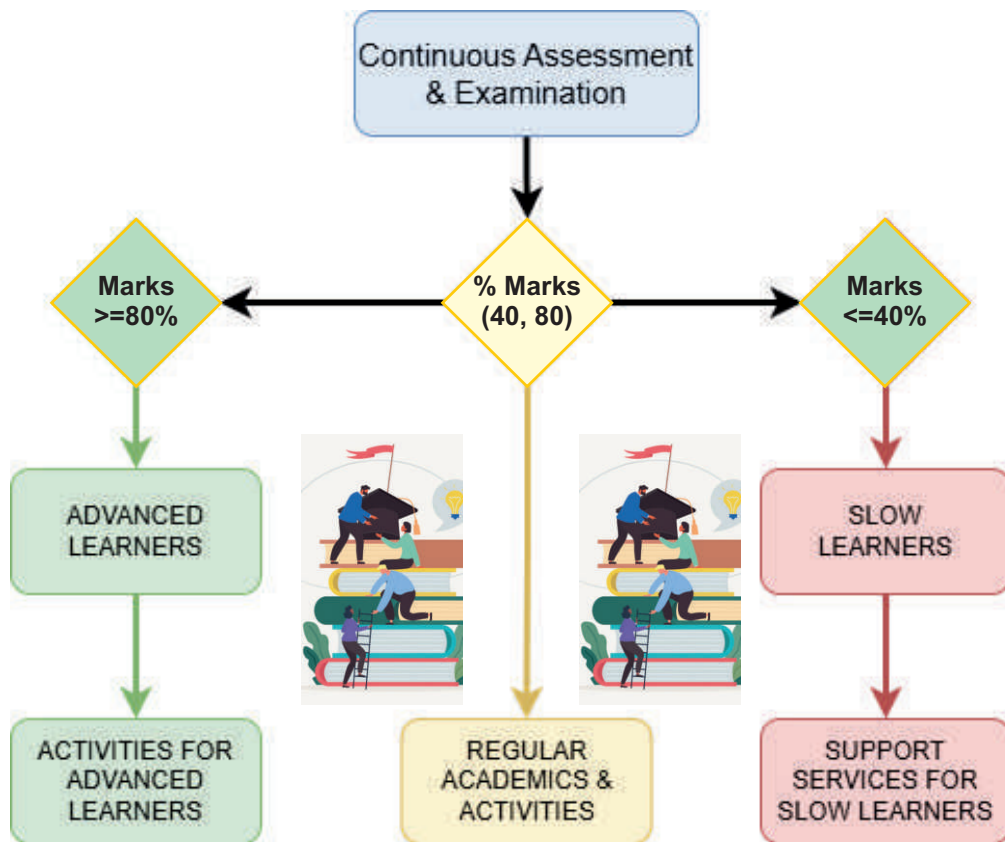 Continuous Assessment
& Examination
Marks
>=80%
% Marks
(40, 80)
Marks
<=40%
ADVANCED
LEARNERS
SLOW
LEARNERS
ACTIVITIES FOR
ADVANCED
LEARNERS
REGULAR
ACADEMICS &
ACTIVITIES
SUPPORT
SERVICES FOR
SLOW LEARNERS